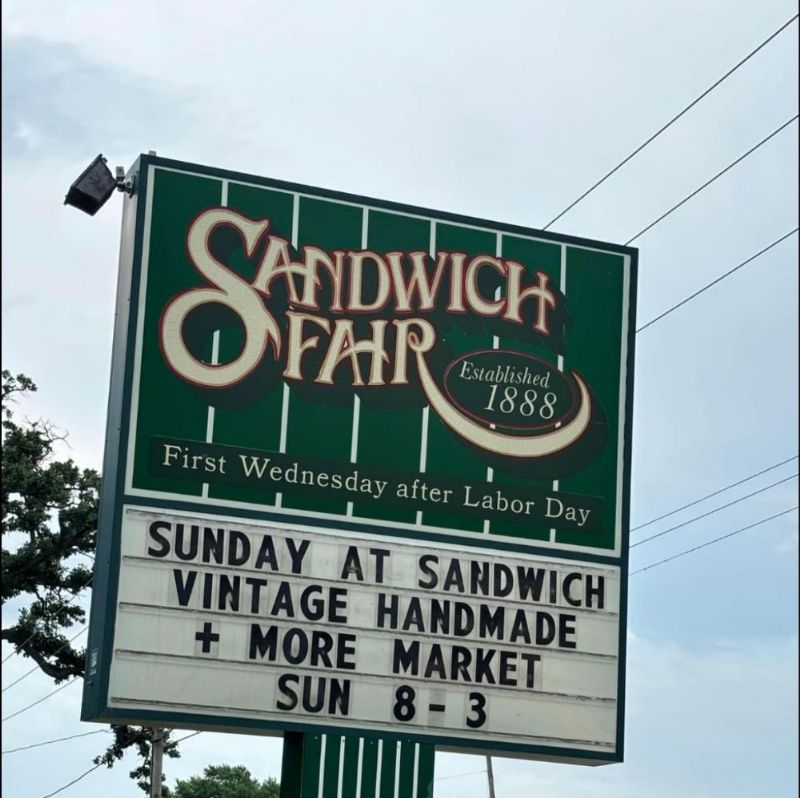 SANDWICH
FAIR
Established
1888
First Wednesday after Labor Day
SUNDAY AT SANDWICH
VINTAGE HANDMADE
+ MORE MARKET
SUN 8-3